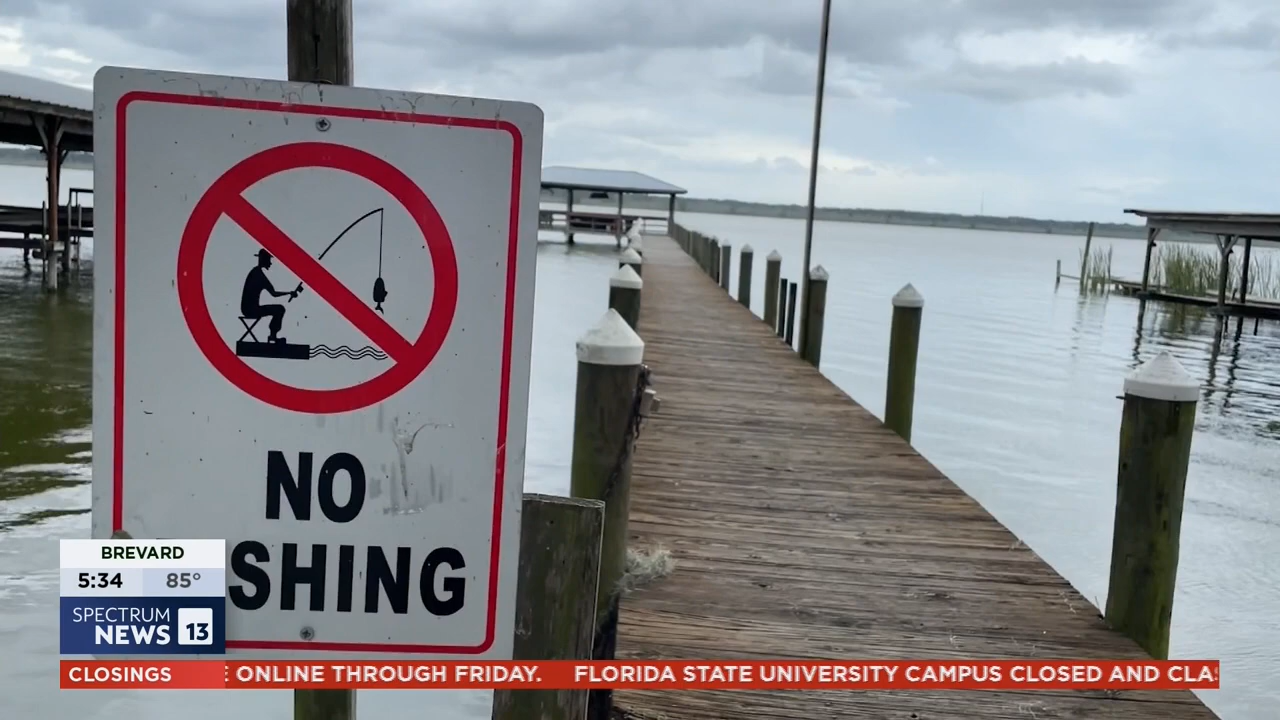 NO
SHING
BREVARD
5:34 85°
SPECTRUM
NEWS 13
CLOSINGS E ONLINE THROUGH FRIDAY. FLORIDA STATE UNIVERSITY CAMPUS CLOSED AND CLA